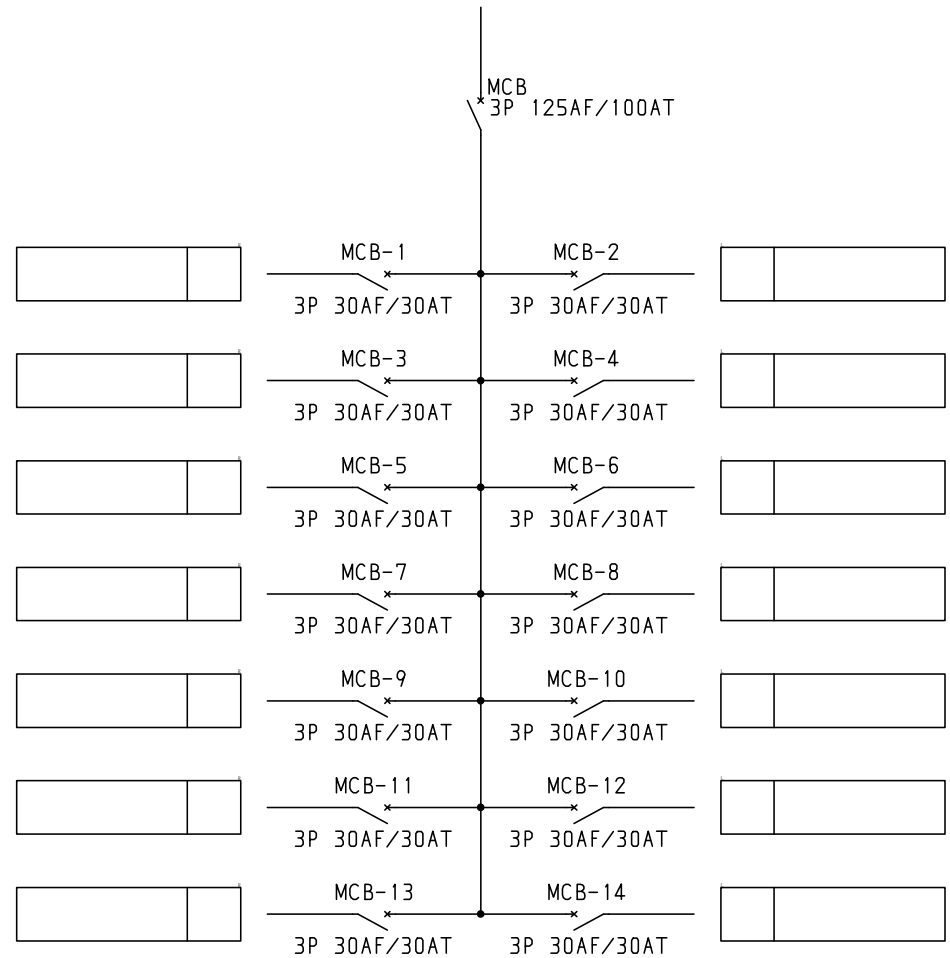 MCB
3P 125AF/100AT
MCB-1 MCB-2
3P 30AF/30AT 3P 30AF/30AT
MCB-3 MCB-4
3P 30AF/30AT 3P 30AF/30AT
MCB-5 MCB-6
3P 30AF/30AT 3P 30AF/30AT
MCB-7 MCB-8
3P 30AF/30AT 3P 30AF/30AT
MCB-9 MCB-10
3P 30AF/30AT 3P 30AF/30AT
MCB-11 MCB-12
3P 30AF/30AT 3P 30AF/30AT
MCB-13 MCB-14
3P 30AF/30AT 3P 30AF/30AT